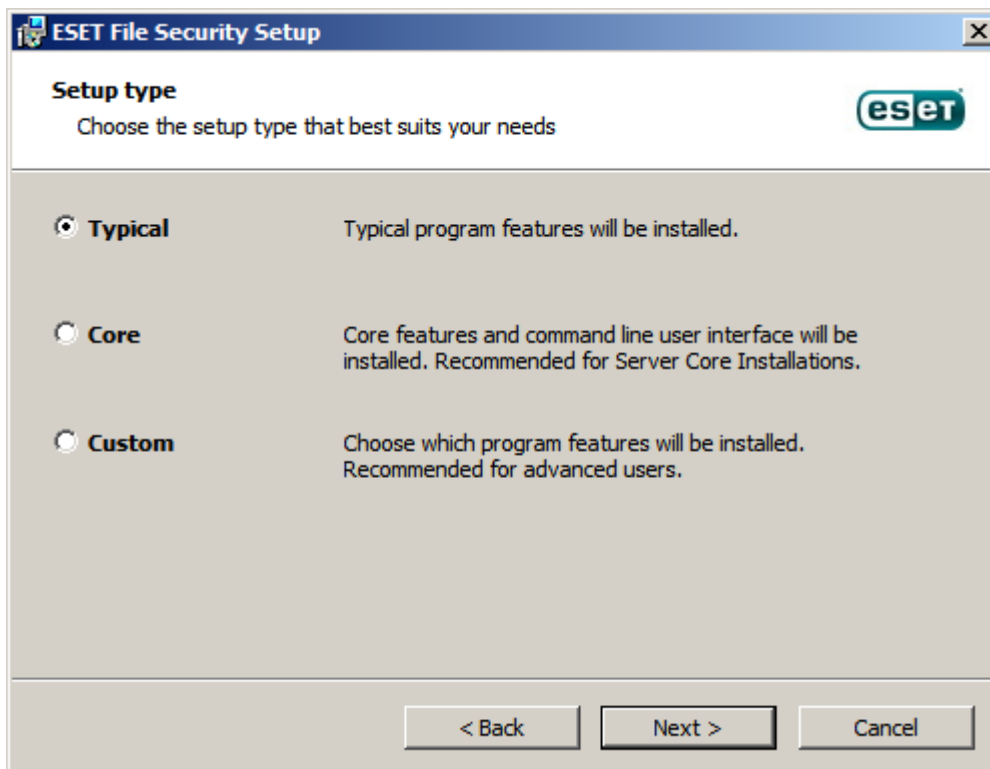 ESET File Security Setup
Setup type
Choose the setup type that best suits your needs
eseT
Typical
Typical program features will be installed.
Core
Core features and command line user interface will be
installed. Recommended for Server Core Installations.
Custom
Choose which program features will be installed.
Recommended for advanced users.
< Back
Next >
Cancel